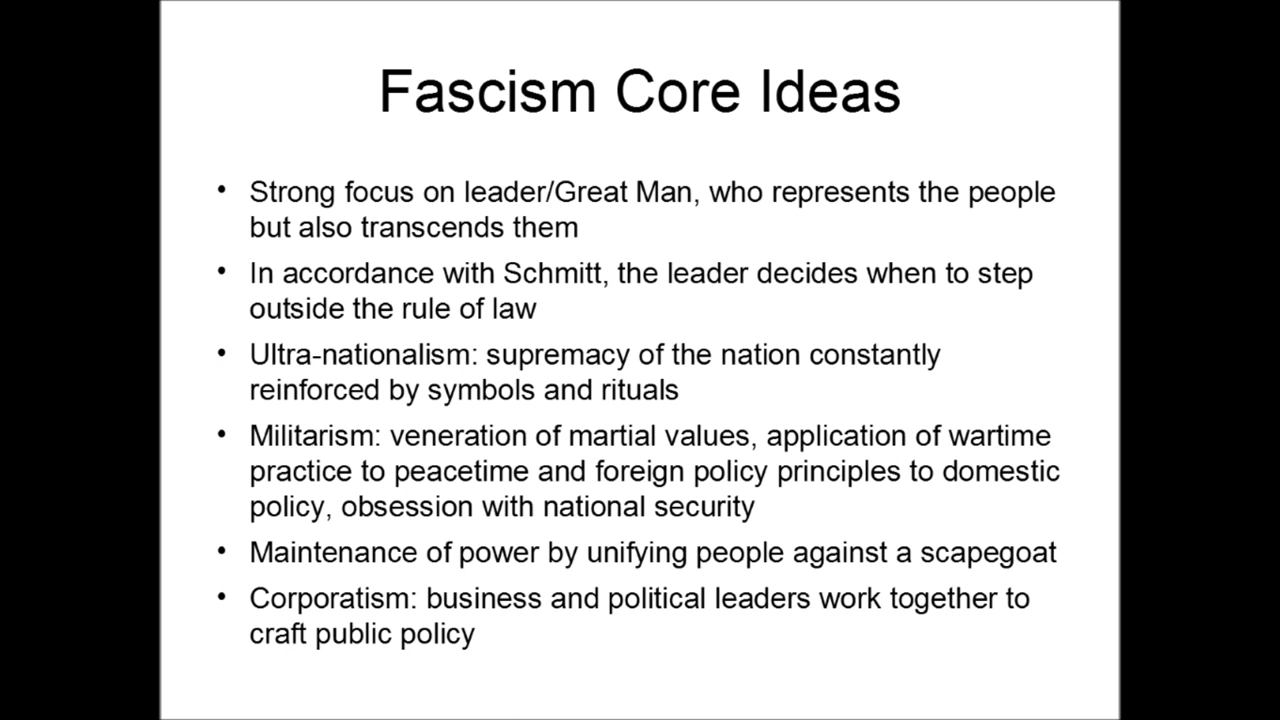 Fascism Core Ideas
• Strong focus on leader/Great Man, who represents the people
but also transcends them
• In accordance with Schmitt, the leader decides when to step
outside the rule of law
• Ultra-nationalism: supremacy of the nation constantly
reinforced by symbols and rituals
• Militarism: veneration of martial values, application of wartime
practice to peacetime and foreign policy principles to domestic
policy, obsession with national security
• Maintenance of power by unifying people against a scapegoat
• Corporatism: business and political leaders work together to
craft public policy